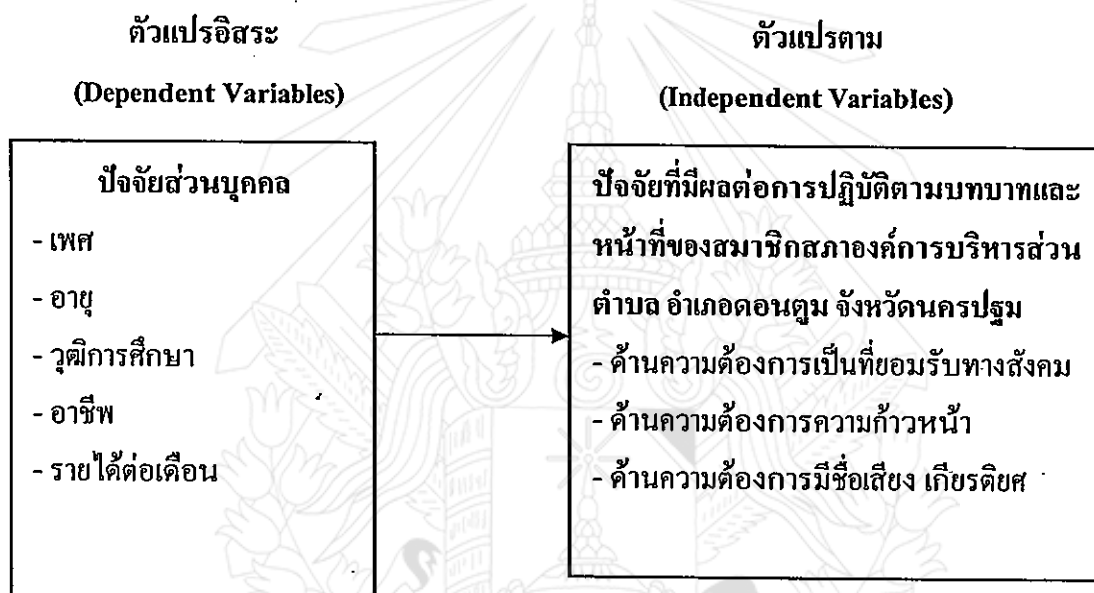 ตัวแปรอิสระ
(Dependent Variables)
ปัจจัยส่วนบุคคล
- เพศ
- อายุ
- วุฒิการศึกษา
- อาชีพ
- รายได้ต่อเดือน
ตัวแปรตาม
(Independent Variables)
ปัจจัยที่มีผลต่อการปฏิบัติตามบทบาทและ
หน้าที่ของสมาชิกสภาองค์การบริหารส่วน
ตำบล อำเภอดอนตูม จังหวัดนครปฐม
- ด้านความต้องการเป็นที่ยอมรับทางสังคม
- ด้านความต้องการความก้าวหน้า
- ด้านความต้องการมีชื่อเสียง เกียรติยศ